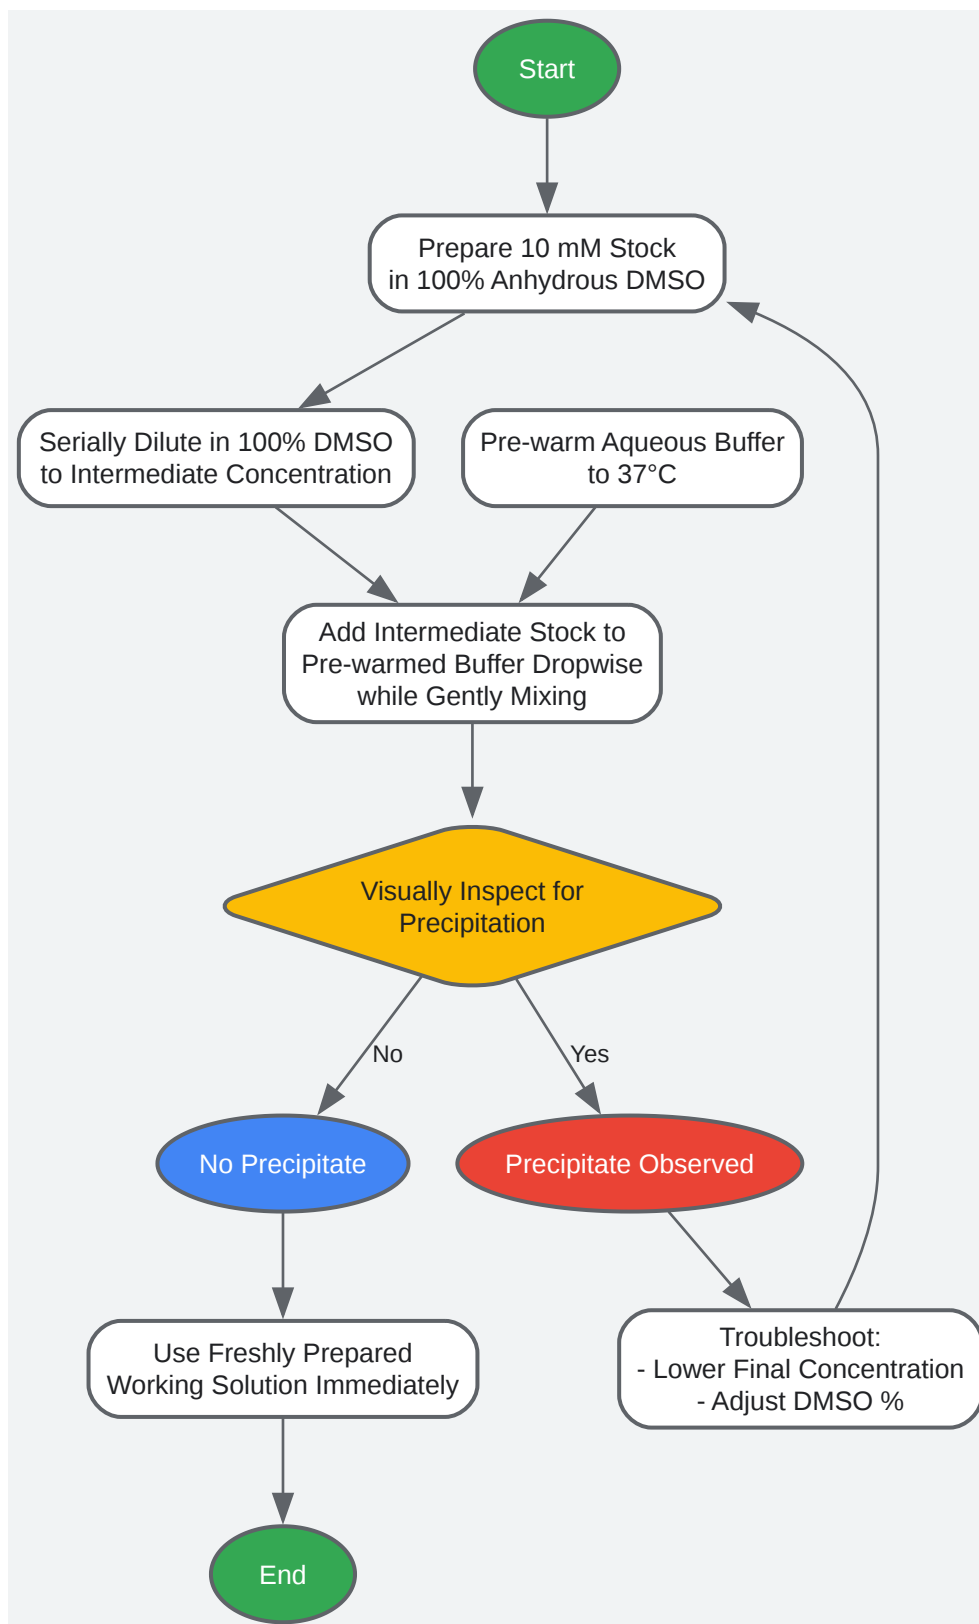 Start
Prepare 10 mM Stock
in 100% Anhydrous DMSO
Serially Dilute in 100% DMSO
to Intermediate Concentration
Pre-warm Aqueous Buffer
to 37°C
Add Intermediate Stock to
Pre-warmed Buffer Dropwise
while Gently Mixing
Visually Inspect for
Precipitation
No
Yes
No Precipitate
Precipitate Observed
Use Freshly Prepared
Working Solution Immediately
Troubleshoot:
- Lower Final Concentration
- Adjust DMSO %
End